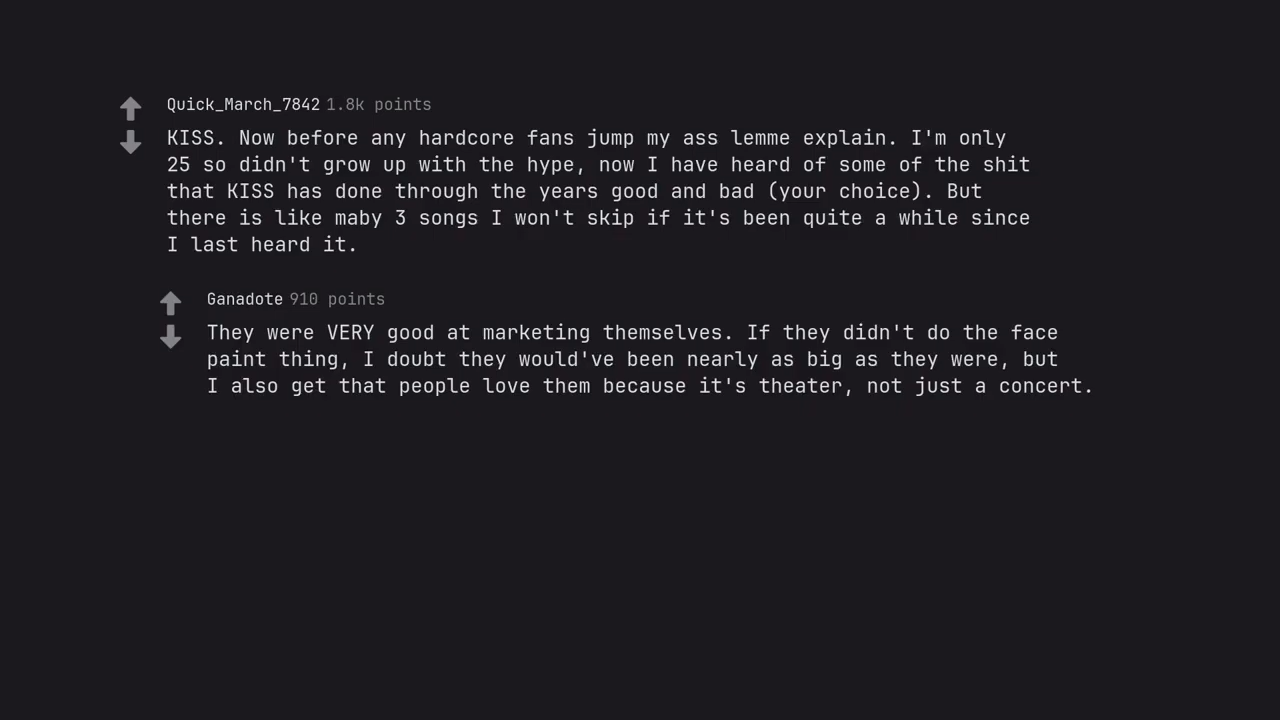 Quick_March_7842 1.8k points
KISS. Now before any hardcore fans jump my ass lemme explain. I'm only
25 so didn't grow up with the hype, now I have heard of some of the shit
that KISS has done through the years good and bad (your choice). But
there is like maby 3 songs I won't skip if it's been quite a while since
I last heard it.
Ganadote 910 points
They were VERY good at marketing themselves. If they didn't do the face
paint thing, I doubt they would've been nearly as big as they were, but
I also get that people love them because it's theater, not just a concert.